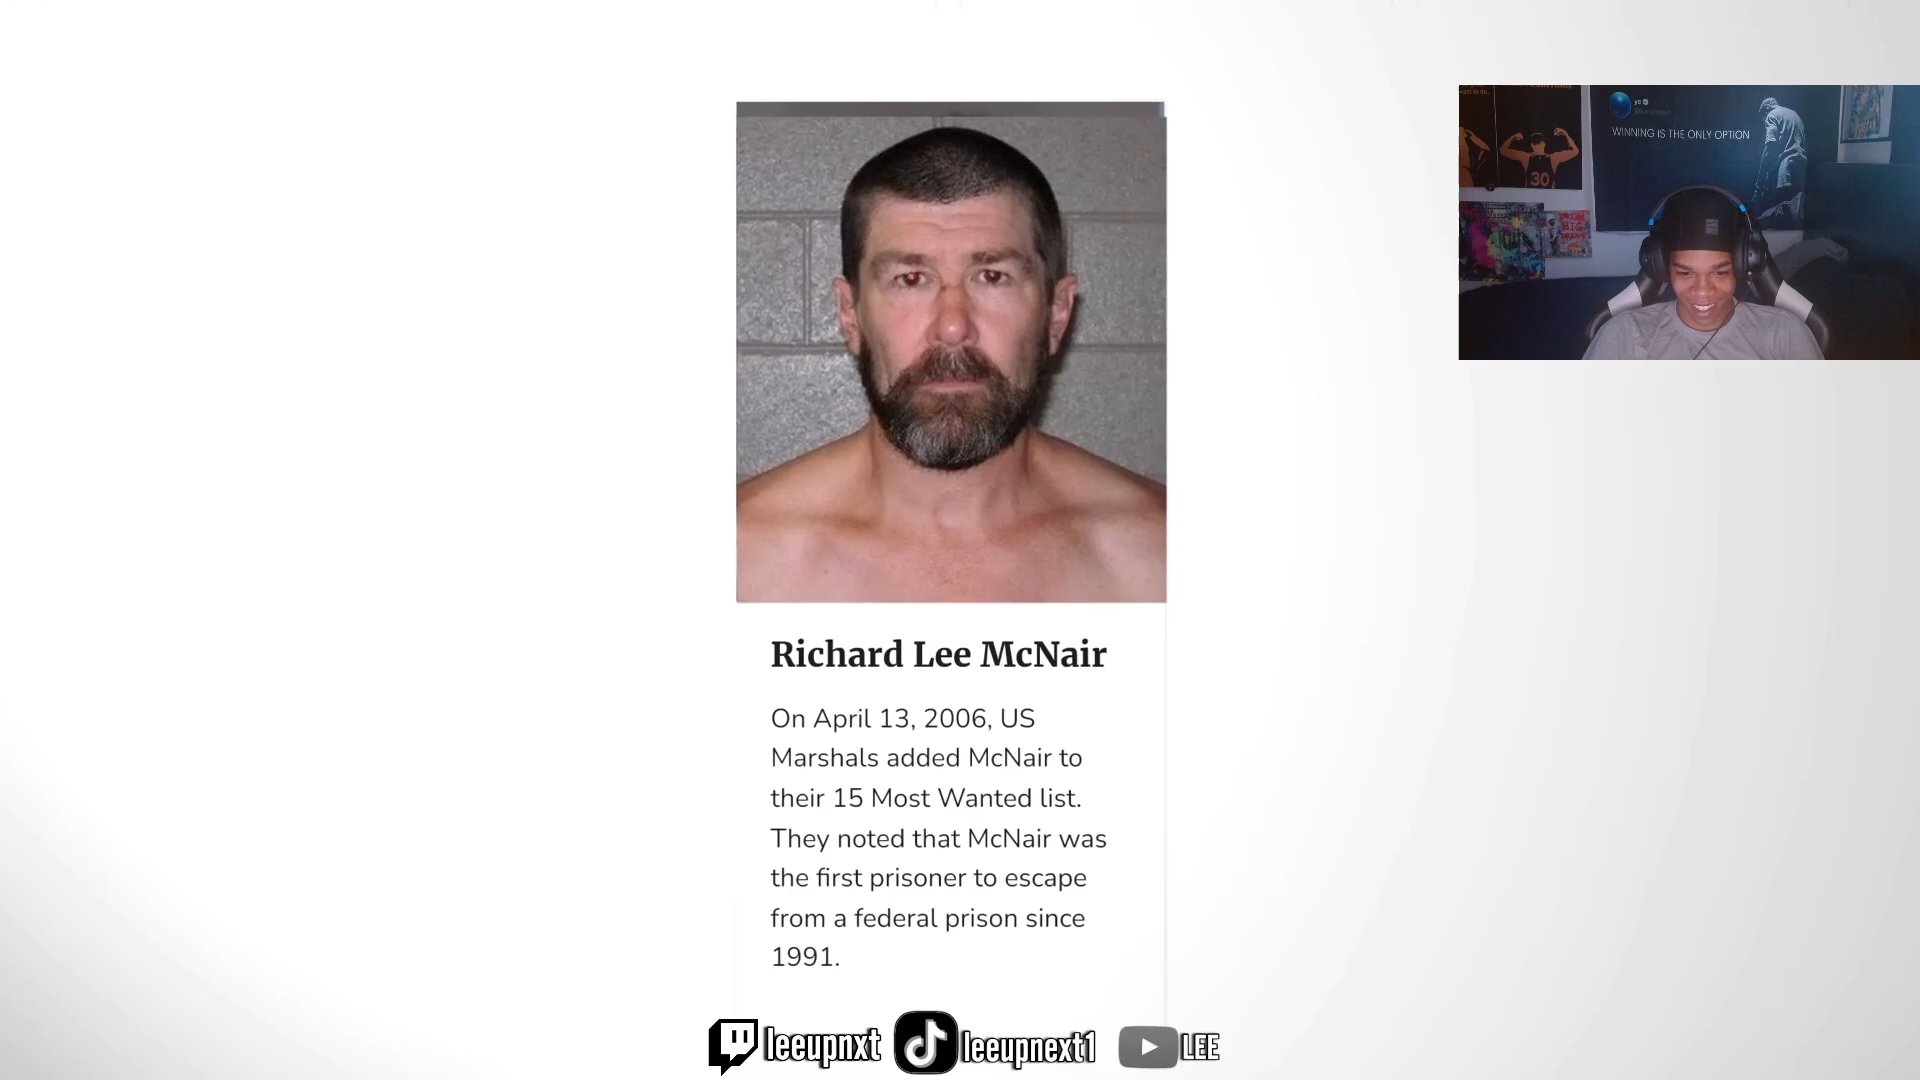 WINNING IS THE ONLY OPTION
30
Richard Lee McNair
On April 13, 2006, US
Marshals added McNair to
their 15 Most Wanted list.
They noted that McNair was
the first prisoner to escape
from a federal prison since
1991.
leeupnxt leeupnext1 LEE